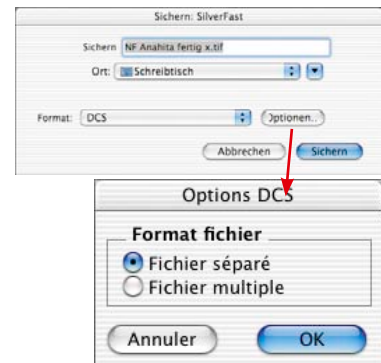 Sichern: SilverFast
Sichern NF Anahita fertig x.tif
Ort: Schreibtisch
Format: DCS Optionen..
Abbrechen Sichern
Options DCS
Format fichier
Fichier séparé
Fichier multiple
Annuler OK